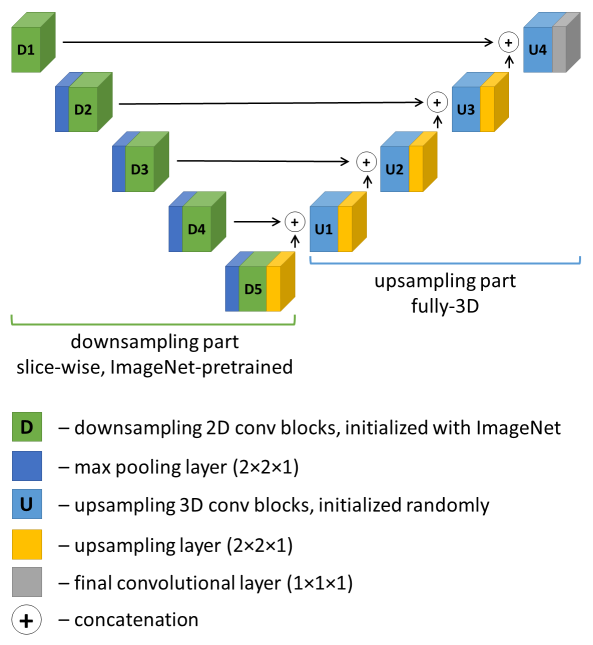 D1
+
U4
D2
+
U3
D3
+
U2
D4
+
U1
D5
upsampling part
fully-3D
downsampling part
slice-wise, ImageNet-pretrained
D – downsampling 2D conv blocks, initialized with ImageNet
– max pooling layer (2×2×1)
U – upsampling 3D conv blocks, initialized randomly
– upsampling layer (2×2×1)
– final convolutional layer (1×1×1)
+ – concatenation